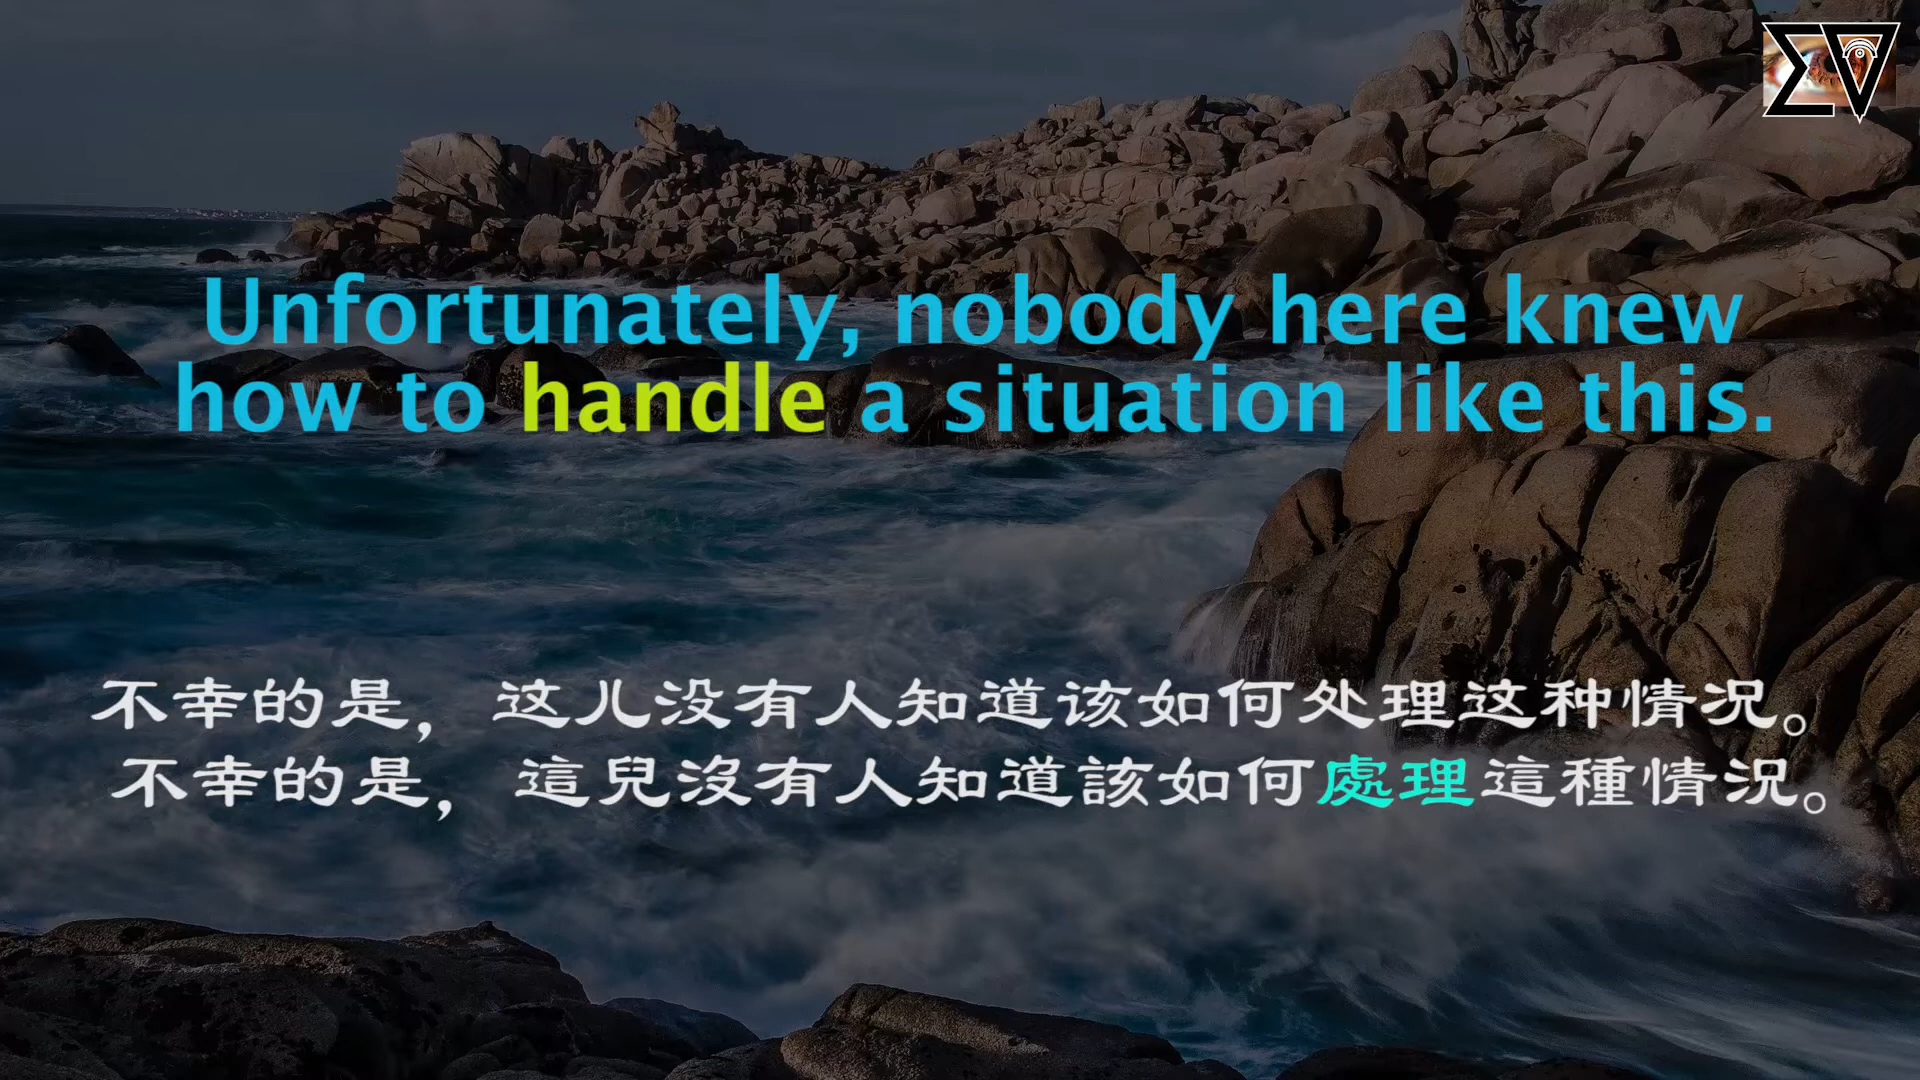 Unfortunately, nobody here knew
how to handle a situation like this.
不幸的是，这儿没有人知道该如何处理这种情况。
不幸的是，這兒沒有人知道該如何處理這種情況。